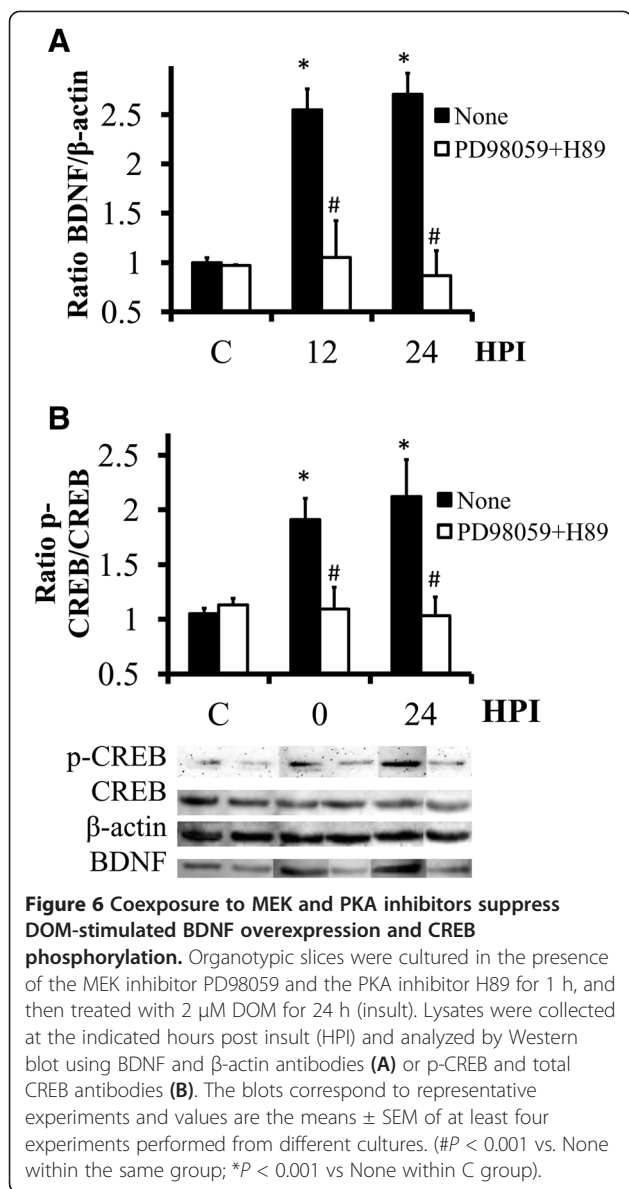 A
Ratio BDNF/β-actin
2.5
2
1.5
1
0.5
* * # #
None
PD98059+H89
C 12 24 HPI
B
Ratio p-
CREB/CREB
2.5
2
1.5
1
0.5
* * # #
None
PD98059+H89
C 0 24 HPI
p-CREB
CREB
β-actin
BDNF
Figure 6 Coexposure to MEK and PKA inhibitors suppress
DOM-stimulated BDNF overexpression and CREB
phosphorylation. Organotypic slices were cultured in the presence
of the MEK inhibitor PD98059 and the PKA inhibitor H89 for 1 h, and
then treated with 2 μM DOM for 24 h (insult). Lysates were collected
at the indicated hours post insult (HPI) and analyzed by Western
blot using BDNF and β-actin antibodies (A) or p-CREB and total
CREB antibodies (B). The blots correspond to representative
experiments and values are the means ± SEM of at least four
experiments performed from different cultures. (#P < 0.001 vs. None
within the same group; *P < 0.001 vs None within C group).